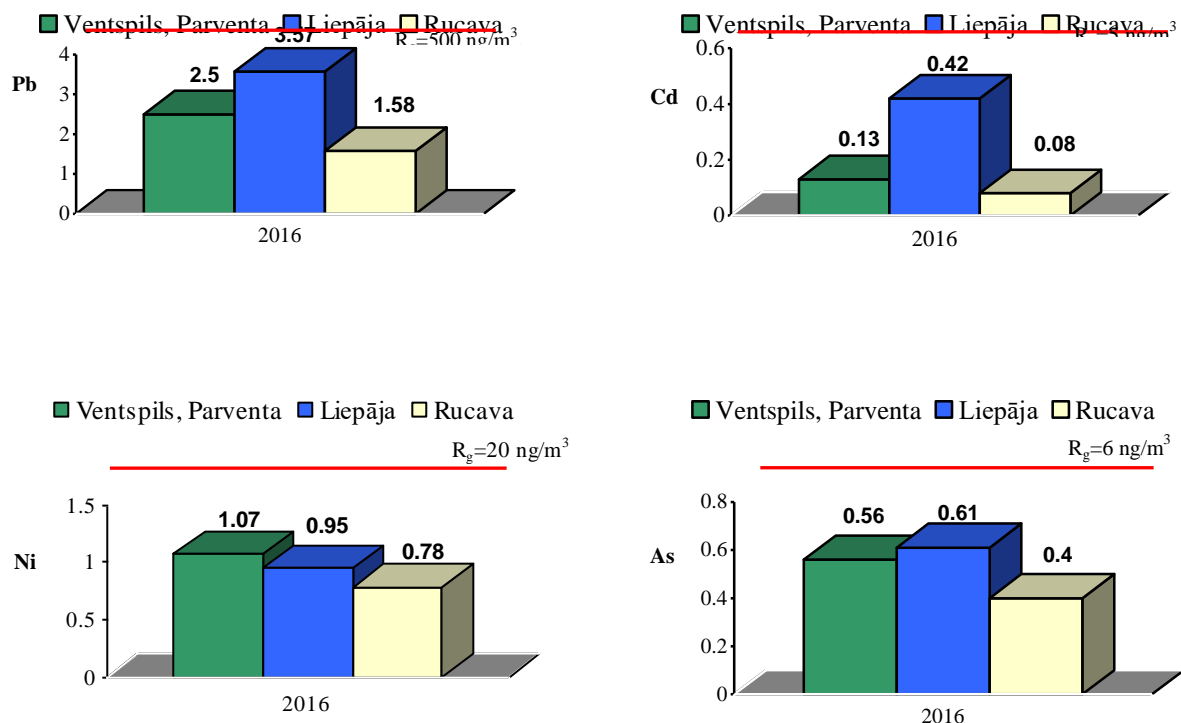 Ventspils, Parventa Liepāja Rucava
R =500 ng/m³
Pb
4
3
2
1
0
2.5
3.57
1.58
2016
Ventspils, Parventa Liepāja Rucava
ng/m³
Cd
0.6
0.4
0.2
0
0.13
0.42
0.08
2016
Ventspils, Parventa Liepāja Rucava
Rg=20 ng/m³
Ni
1.5
1
0.5
0
1.07
0.95
0.78
2016
Ventspils, Parventa Liepāja Rucava
Rg=6 ng/m³
As
0.8
0.6
0.4
0.2
0
0.56
0.61
0.4
2016